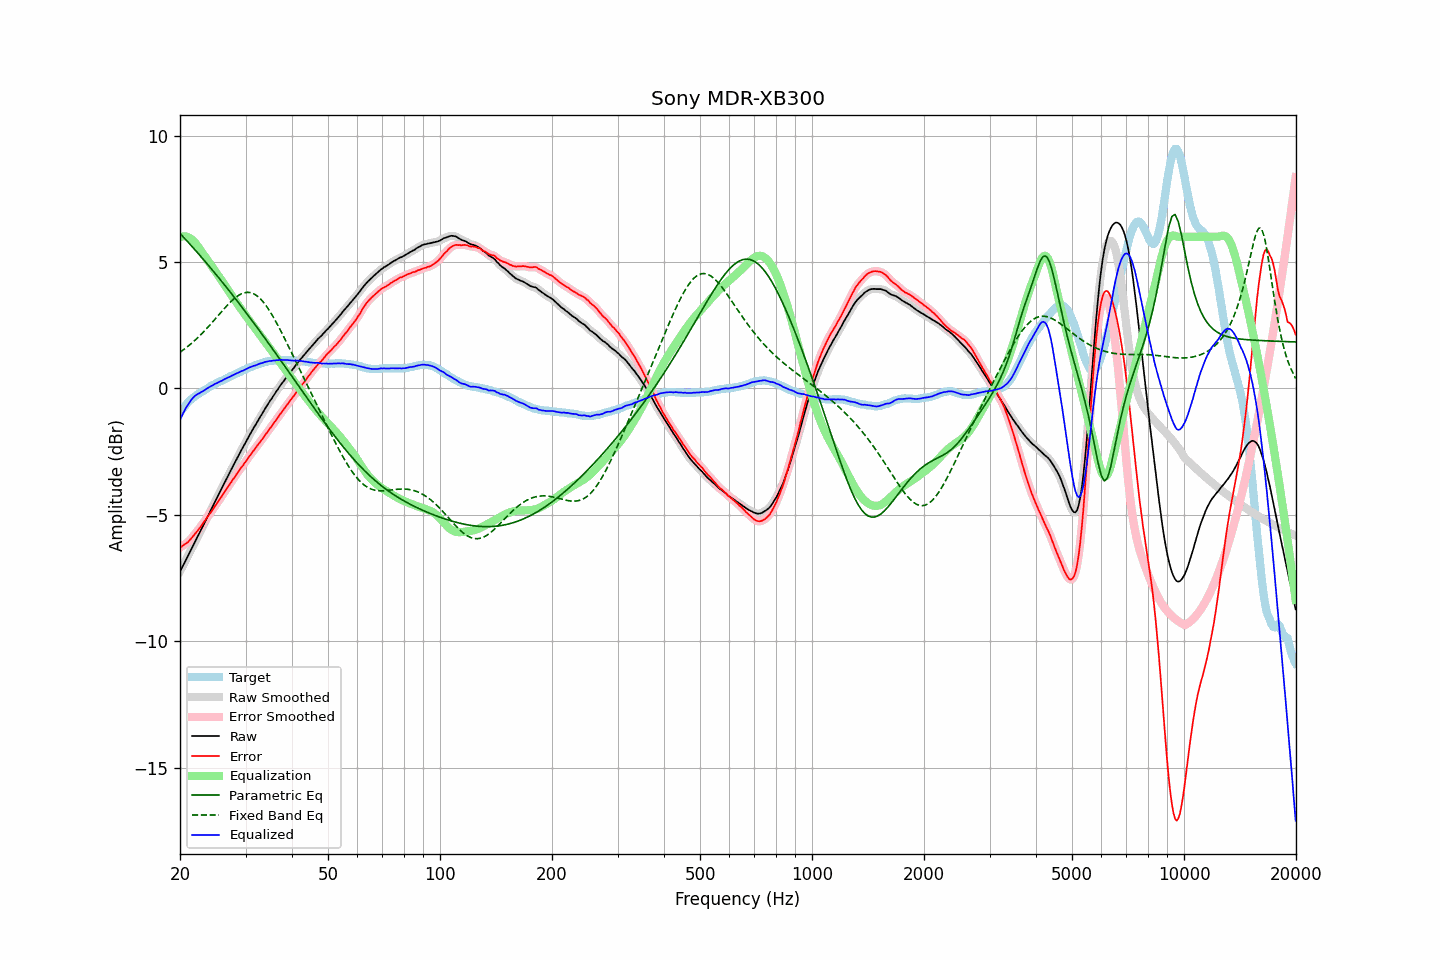 Sony MDR-XB300
Amplitude (dBr)
10
5
0
−5
−10
−15
Target
Raw Smoothed
Error Smoothed
Raw
Error
Equalization
Parametric Eq
Fixed Band Eq
Equalized
20 50 100 200 500 1000 2000 5000 10000 20000
Frequency (Hz)